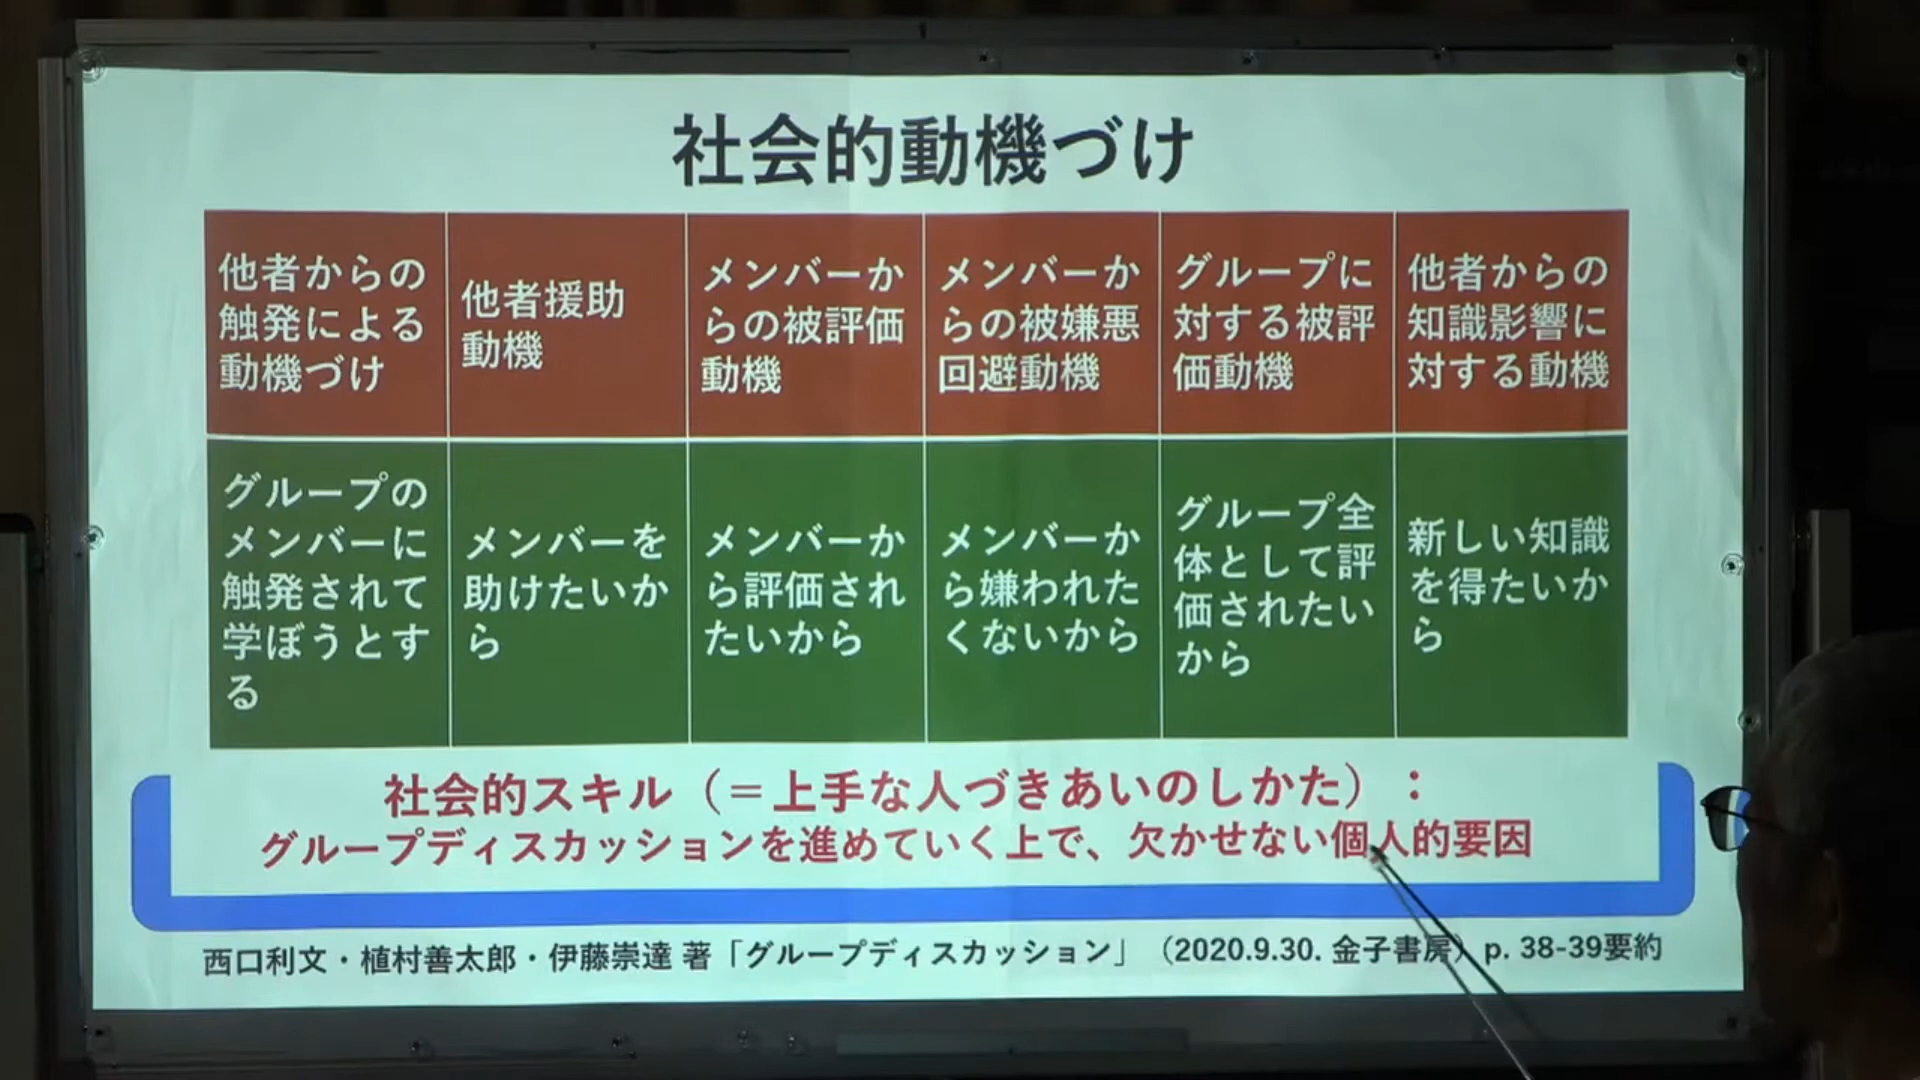 社会的動機づけ
他者からの
触発による
動機づけ
他者援助
動機
メンバーか
らの被評価
動機
メンバーか
らの被嫌悪
回避動機
グループに
対する被評
価動機
他者からの
知識影響に
対する動機
グループの
メンバーに
触発されて
学ぼうとす
る
メンバーを
助けたいか
ら
メンバーか
ら評価され
たいから
メンバーか
ら嫌われた
くないから
グループ全
体として評
価されたい
から
新しい知識
を得たいか
ら
社会的スキル（＝上手な人づきあいのしかた）：
グループディスカッションを進めていく上で、欠かせない個人的要因
西口利文・植村善太郎・伊藤崇達 著「グループディスカッション」（2020.9.30. 金子書房）p. 38-39要約